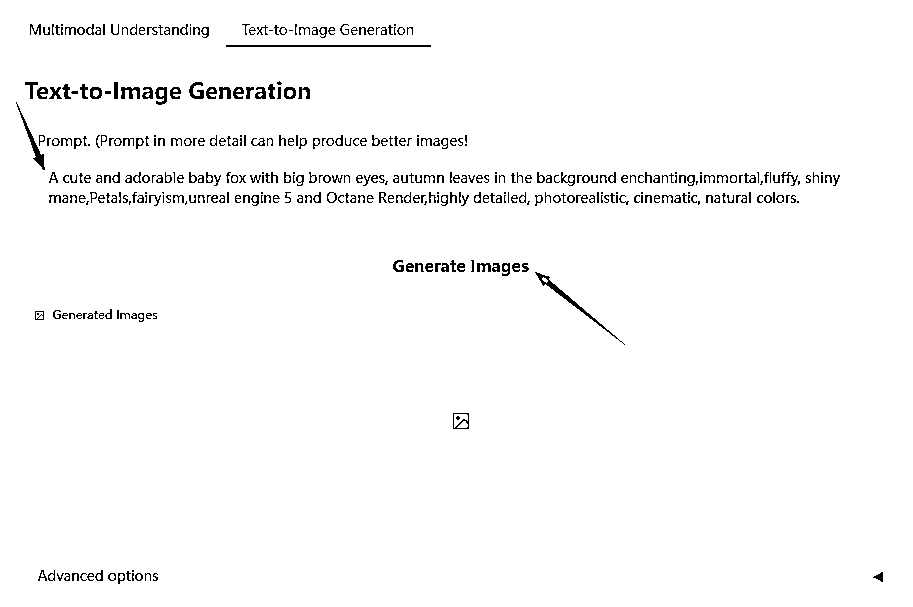 Multimodal Understanding
Text-to-Image Generation
Text-to-Image Generation
Prompt. (Prompt in more detail can help produce better images!
A cute and adorable baby fox with big brown eyes, autumn leaves in the background enchanting,immortal,fluffy, shiny
mane,Petals,fairyism,unreal engine 5 and Octane Render,highly detailed, photorealistic, cinematic, natural colors.
Generate Images
Generated Images
Advanced options